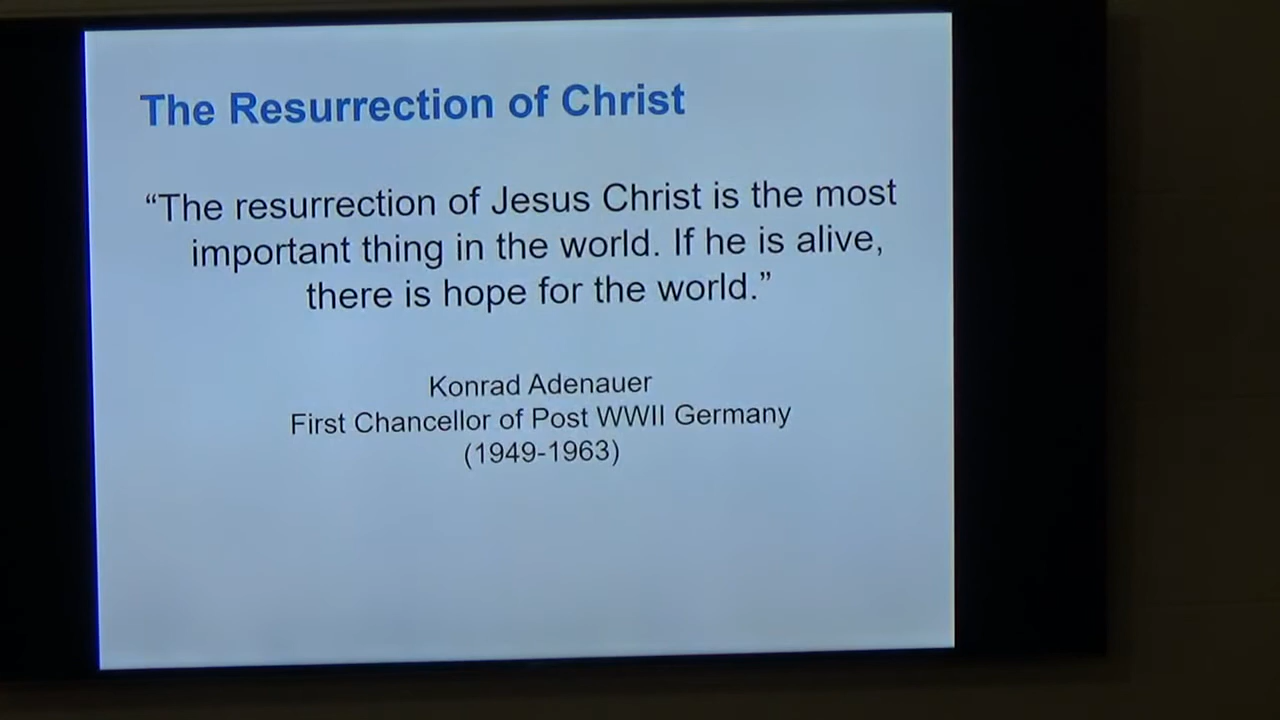 The Resurrection of Christ
“The resurrection of Jesus Christ is the most
important thing in the world. If he is alive,
there is hope for the world.”
Konrad Adenauer
First Chancellor of Post WWII Germany
(1949-1963)